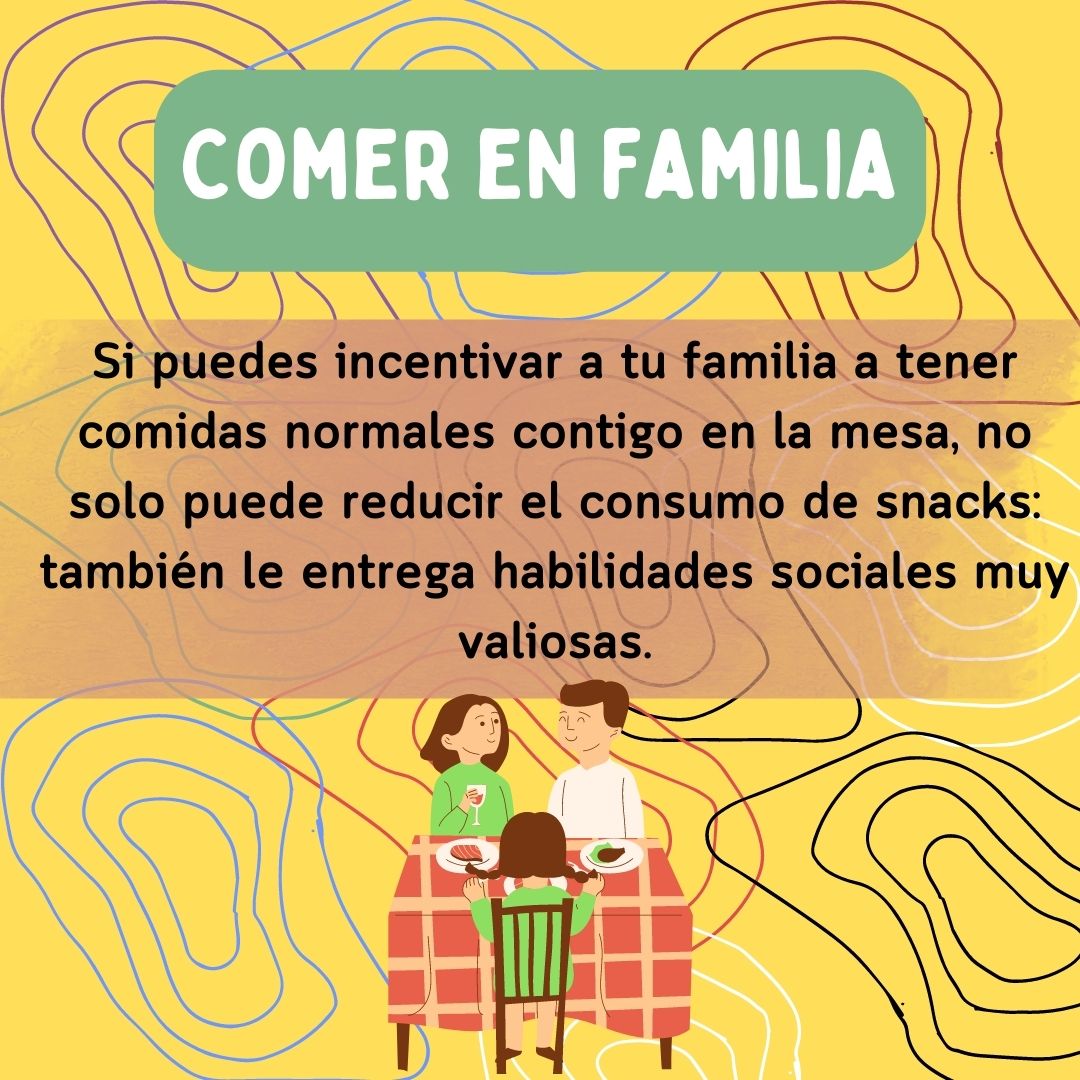 COMER EN FAMILIA
Si puedes incentivar a tu familia a tener
comidas normales contigo en la mesa, no
solo puede reducir el consumo de snacks:
también le entrega habilidades sociales muy
valiosas.